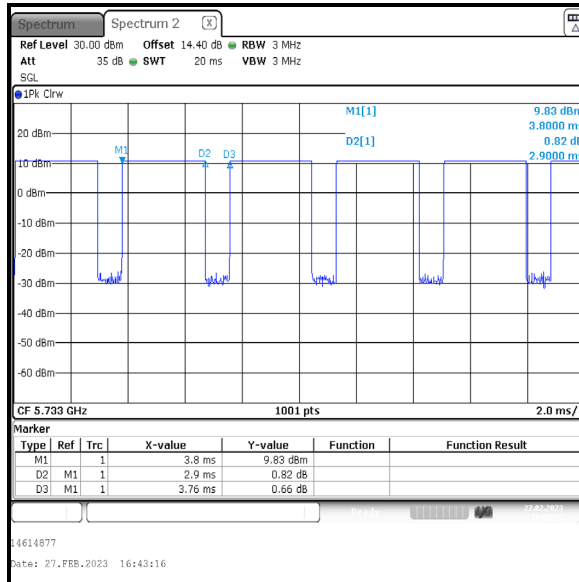 Spectrum Spectrum 2 X
Ref Level 30.00 dBm Offset 14.40 dB RBW 3 MHz
Att 35 dB SWT 20 ms VBW 3 MHz
SGL
1Pk Clrw
M1[1] 9.83 dBm
3.8000 ms
D2[1] 0.82 dB
2.9000 ms
20 dBm
M1 D2 D3
10 dBm
0 dBm
-10 dBm
-20 dBm
-30 dBm
-40 dBm
-50 dBm
-60 dBm
CF 5.733 GHz 1001 pts 2.0 ms/
Marker
Type Ref Trc X-value Y-value Function Function Result
M1 1 3.8 ms 9.83 dBm
D2 M1 1 2.9 ms 0.82 dB
D3 M1 1 3.76 ms 0.66 dB
Ready 27.02.2023
14614877
Date: 27.FEB.2023 16:43:16